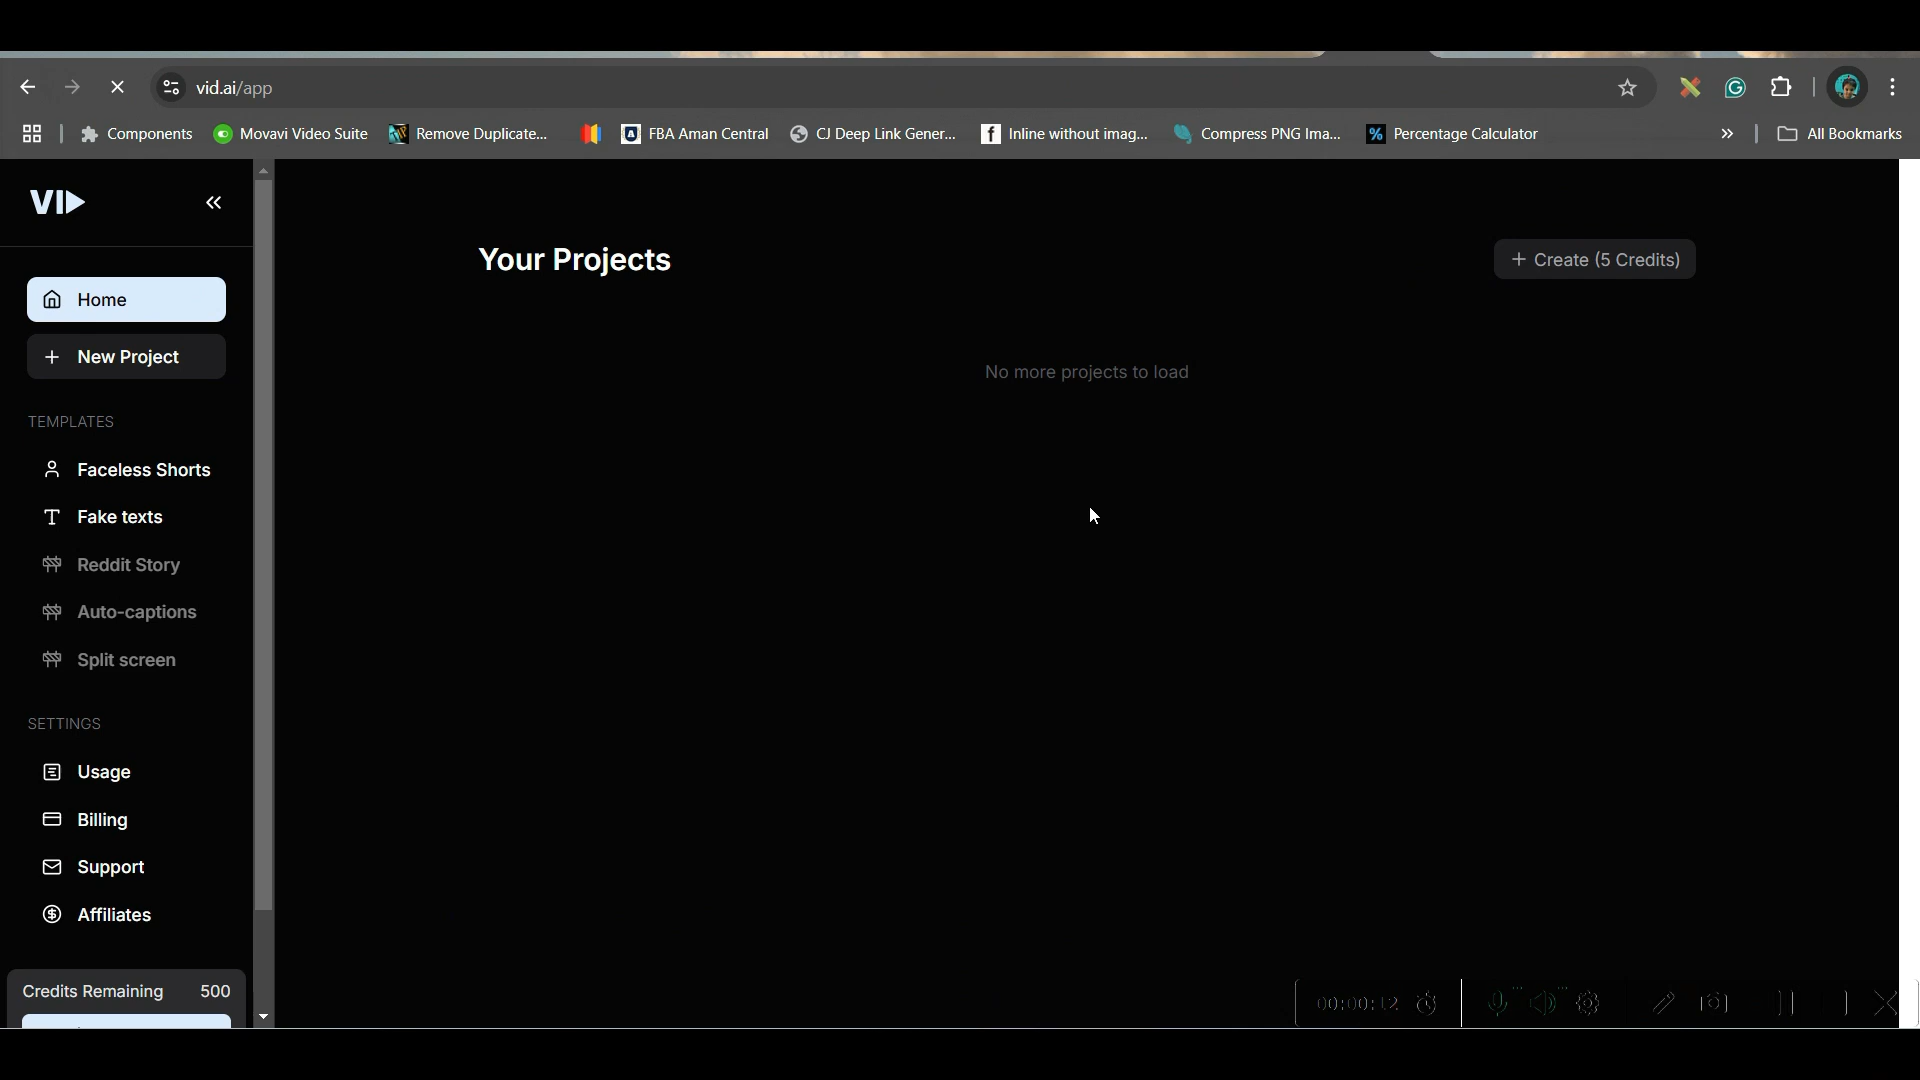 vid.ai/app
Components
Movavi Video Suite
Remove Duplicate...
FBA Aman Central
CJ Deep Link Gener...
Inline without imag...
Compress PNG Ima...
Percentage Calculator
All Bookmarks
VID
Your Projects
+ Create (5 Credits)
No more projects to load
Home
New Project
TEMPLATES
Faceless Shorts
Fake texts
Reddit Story
Auto-captions
Split screen
SETTINGS
Usage
Billing
Support
Affiliates
Credits Remaining 500
00:00:12